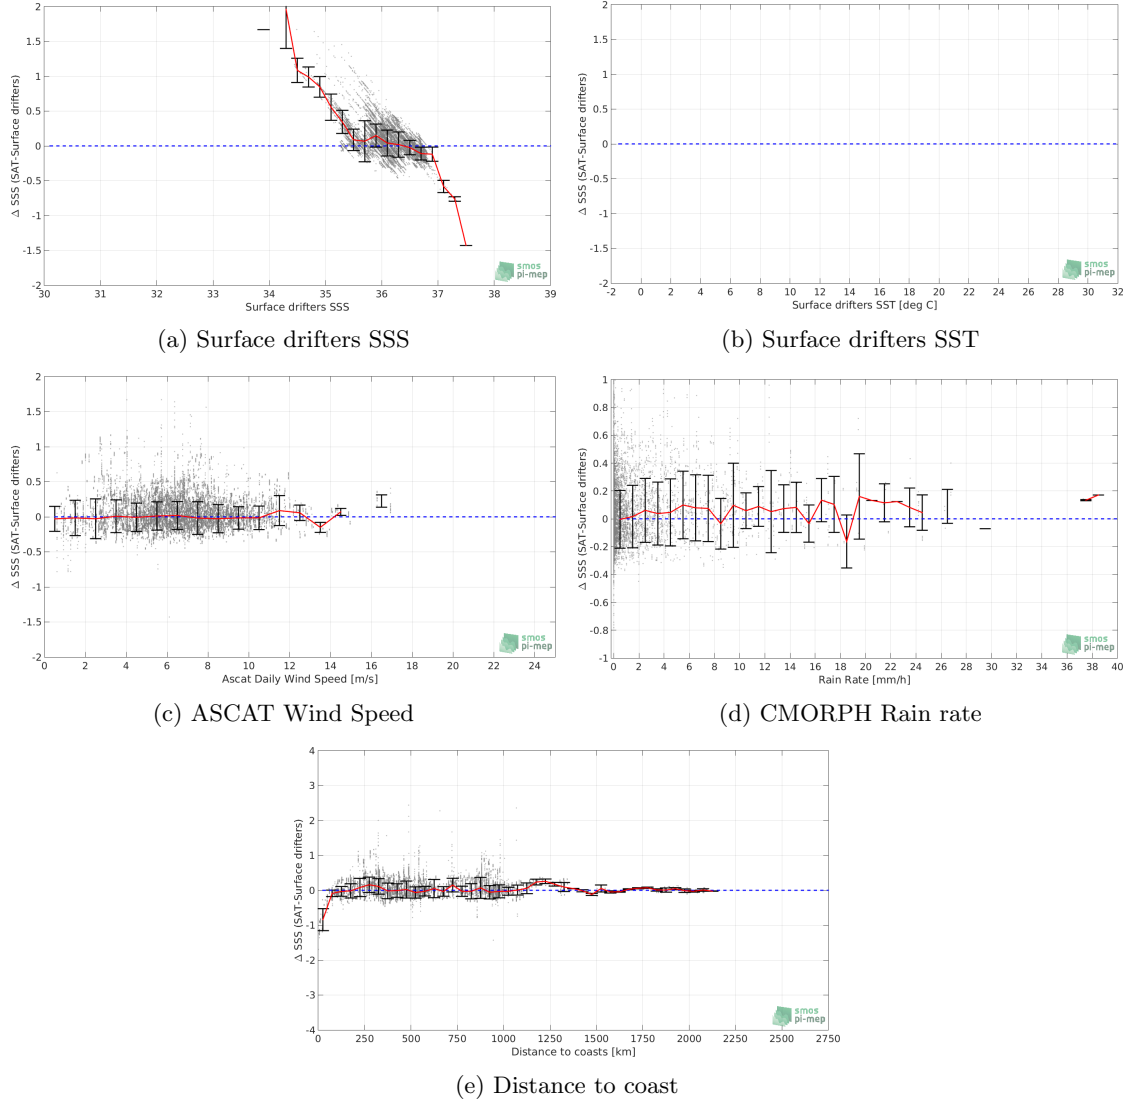 2
1.5
1
0.5
0
-0.5
-1
-1.5
-2
Δ SSS (SAT-Surface drifters)
30 31 32 33 34 35 36 37 38 39
Surface drifters SSS
smos
pi-mep
(a) Surface drifters SSS
2
1.5
1
0.5
0
-0.5
-1
-1.5
-2
Δ SSS (SAT-Surface drifters)
-2 0 2 4 6 8 10 12 14 16 18 20 22 24 26 28 30 32
Surface drifters SST [deg C]
smos
pi-mep
(b) Surface drifters SST
2
1.5
1
0.5
0
-0.5
-1
-1.5
-2
Δ SSS (SAT-Surface drifters)
0 2 4 6 8 10 12 14 16 18 20 22 24
Ascat Daily Wind Speed [m/s]
smos
pi-mep
(c) ASCAT Wind Speed
1
0.8
0.6
0.4
0.2
0
-0.2
-0.4
-0.6
-0.8
-1
Δ SSS (SAT-Surface drifters)
0 2 4 6 8 10 12 14 16 18 20 22 24 26 28 30 32 34 36 38 40
Rain Rate [mm/h]
smos
pi-mep
(d) CMORPH Rain rate
4
3
2
1
0
-1
-2
-3
-4
Δ SSS (SAT-Surface drifters)
0 250 500 750 1000 1250 1500 1750 2000 2250 2500 2750
Distance to coasts [km]
smos
pi-mep
(e) Distance to coast